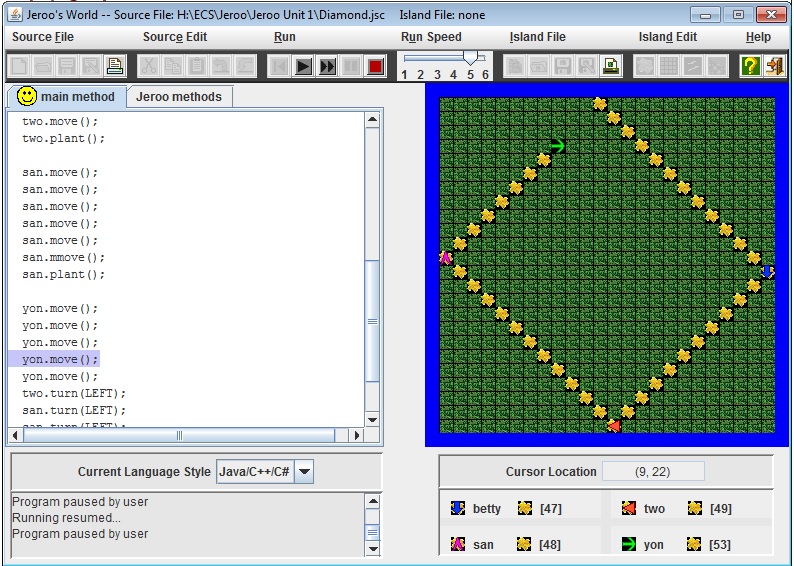 Jeroo's World -- Source File: H:\ECS\Jeroo\Jeroo Unit 1\Diamond.jsc Island File: none
Source File Source Edit Run Run Speed Island File Island Edit Help
1 2 3 4 5 6
main method Jeroo methods
two.move();
two.plant();
san.move();
san.move();
san.move();
san.move();
san.move();
san.mmove();
san.plant();
yon.move();
yon.move();
yon.move();
yon.move();
yon.move();
two.turn(LEFT);
san.turn(LEFT);
san.turn(LEFT);
Current Language Style Java/C++/C#
Program paused by user
Running resumed...
Program paused by user
Cursor Location (9, 22)
betty [47] two [49]
san [48] yon [53]